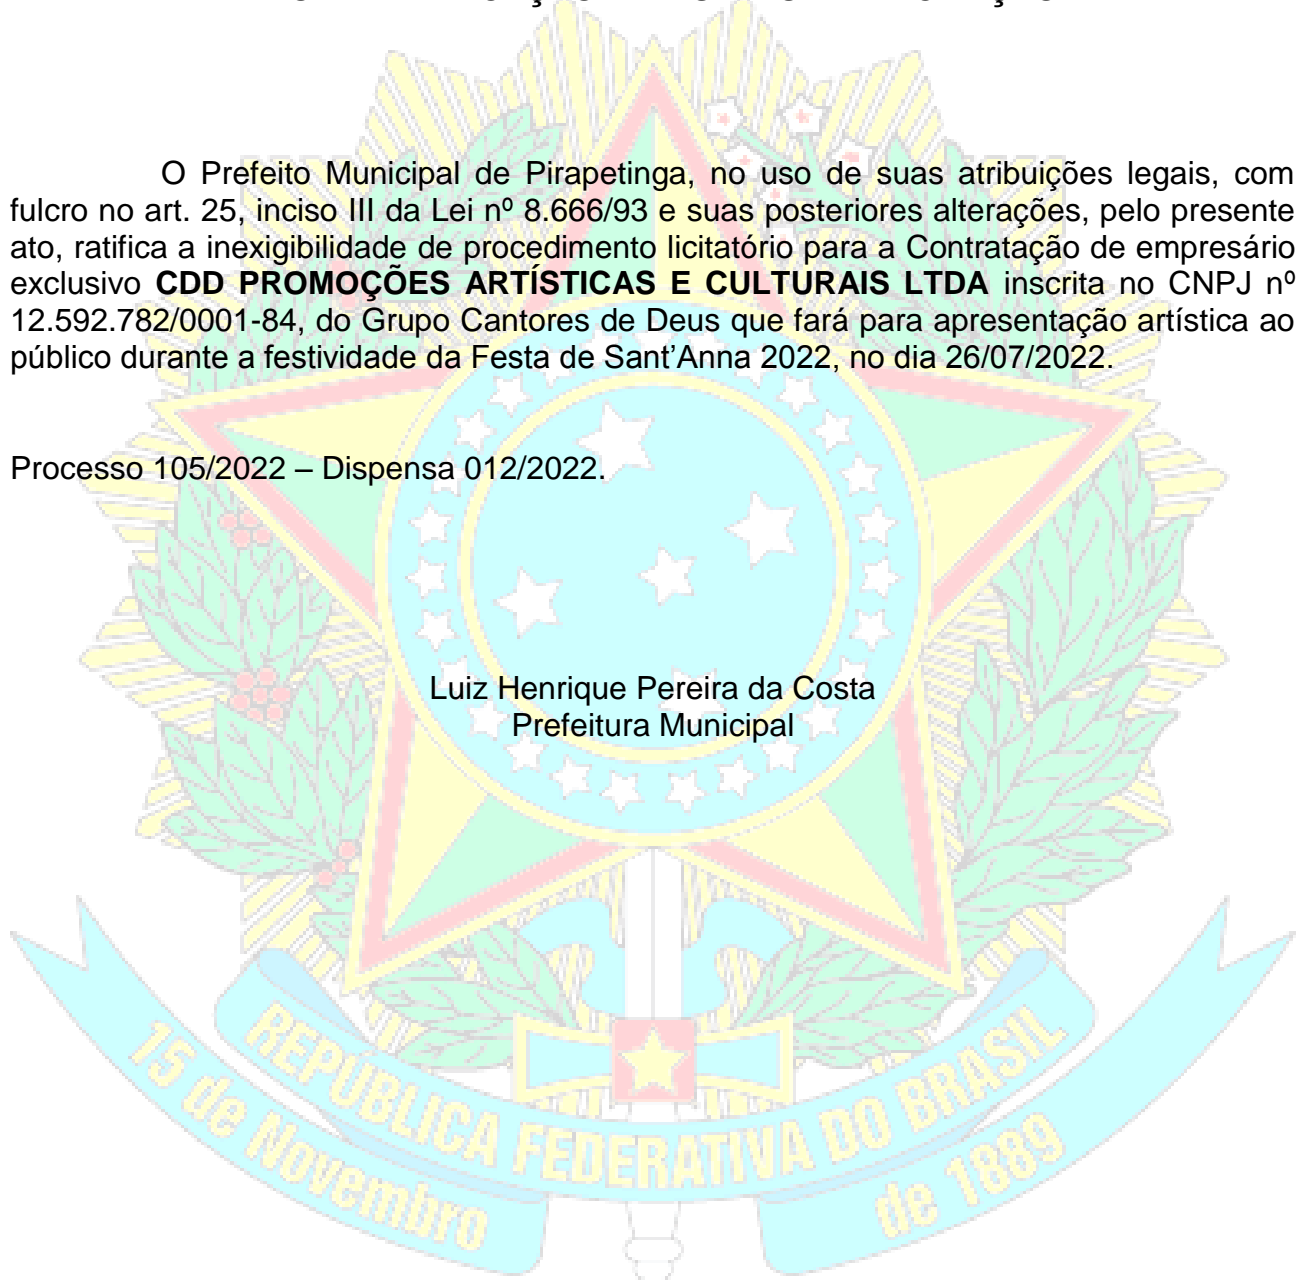 O Prefeito Municipal de Pirapetinga, no uso de suas atribuições legais, com
fulcro no art. 25, inciso III da Lei nº 8.666/93 e suas posteriores alterações, pelo presente
ato, ratifica a inexigibilidade de procedimento licitatório para a Contratação de empresário
exclusivo CDD PROMOÇÕES ARTÍSTICAS E CULTURAIS LTDA inscrita no CNPJ nº
12.592.782/0001-84, do Grupo Cantores de Deus que fará para apresentação artística ao
público durante a festividade da Festa de Sant’Anna 2022, no dia 26/07/2022.
Processo 105/2022 – Dispensa 012/2022.
Luiz Henrique Pereira da Costa
Prefeitura Municipal
REPÚBLICA FEDERATIVA DO BRASIL
15 de Novembro de 1889